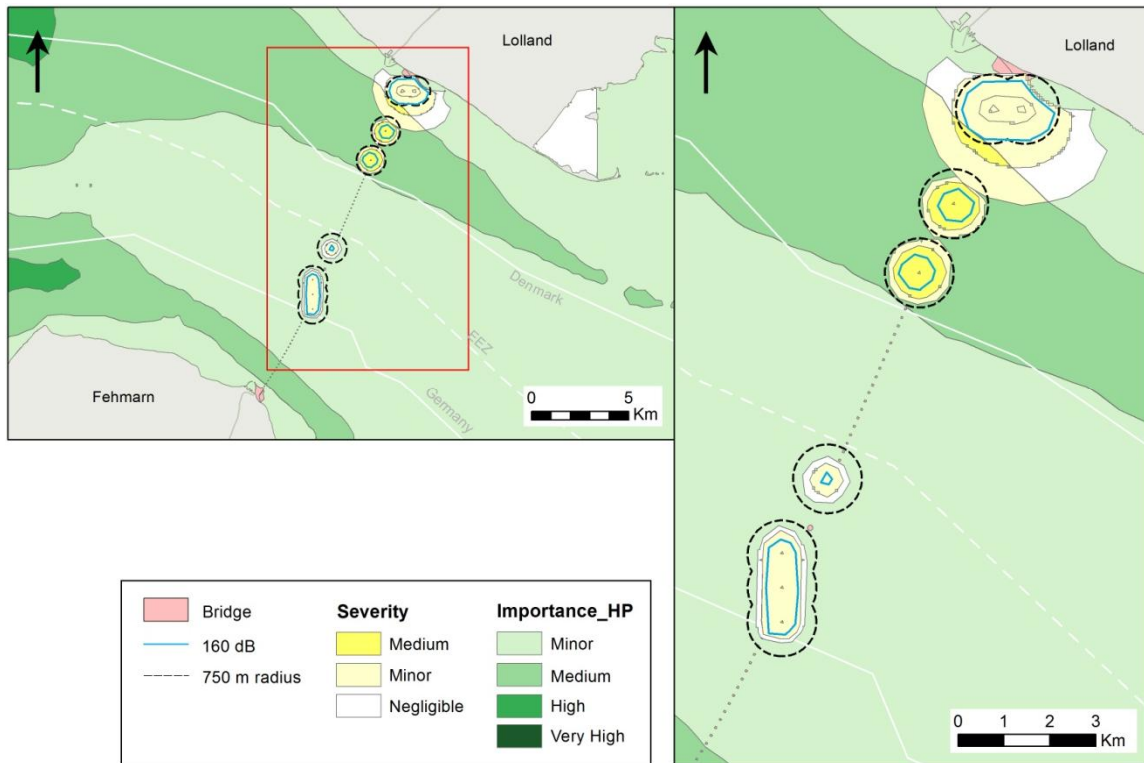 Lolland
Denmark
EEZ
Germany
Fehmarn
0 5
Km
Lolland
0 1 2 3
Km
Bridge
160 dB
750 m radius
Severity
Medium
Minor
Negligible
Importance_HP
Minor
Medium
High
Very High